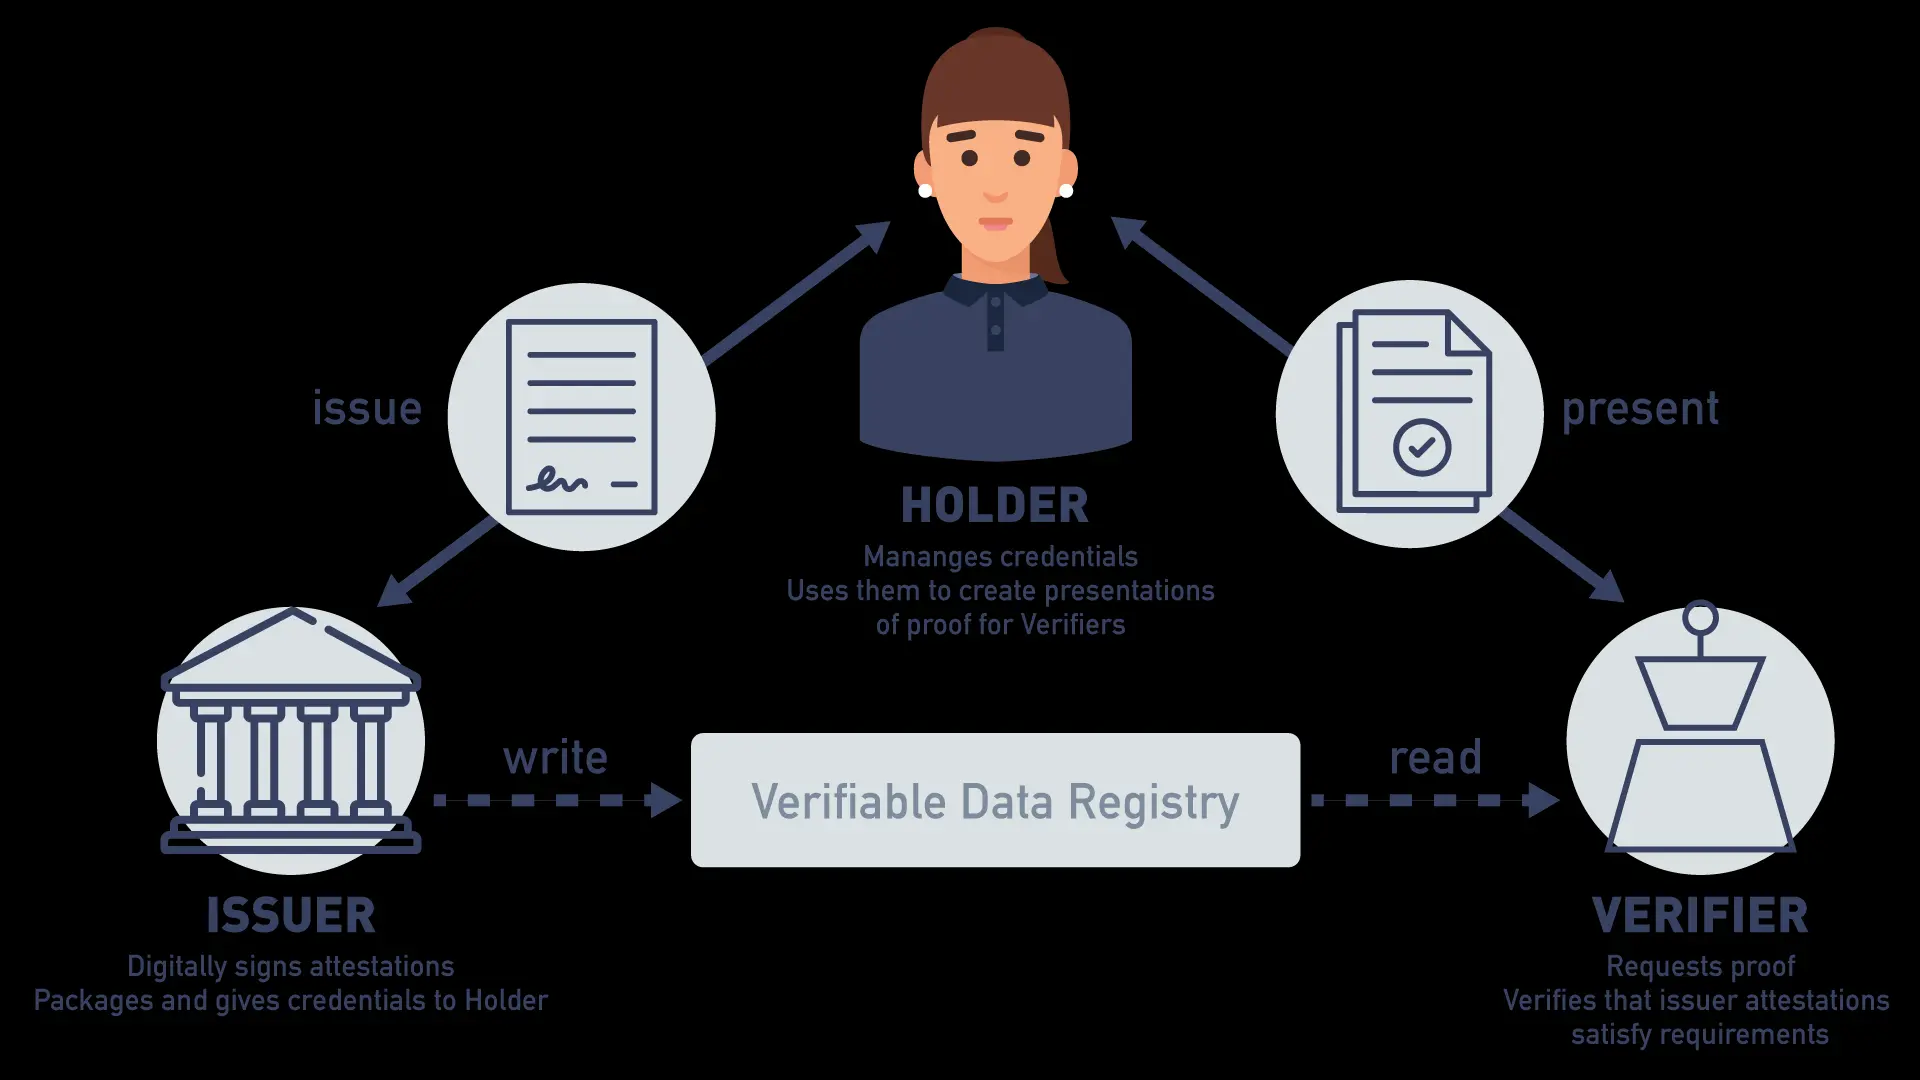 issue
present
HOLDER
Mananges credentials
Uses them to create presentations
of proof for Verifiers
write
Verifiable Data Registry
read
ISSUER
Digitally signs attestations
Packages and gives credentials to Holder
VERIFIER
Requests proof
Verifies that issuer attestations
satisfy requirements